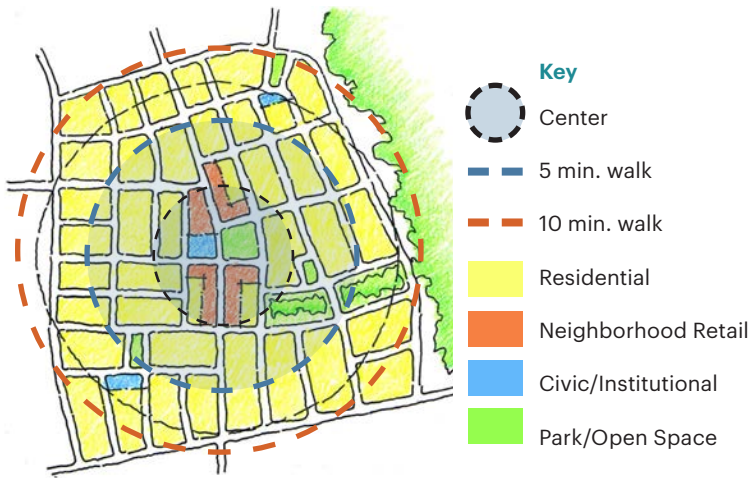 Key
Center
5 min. walk
10 min. walk
Residential
Neighborhood Retail
Civic/Institutional
Park/Open Space